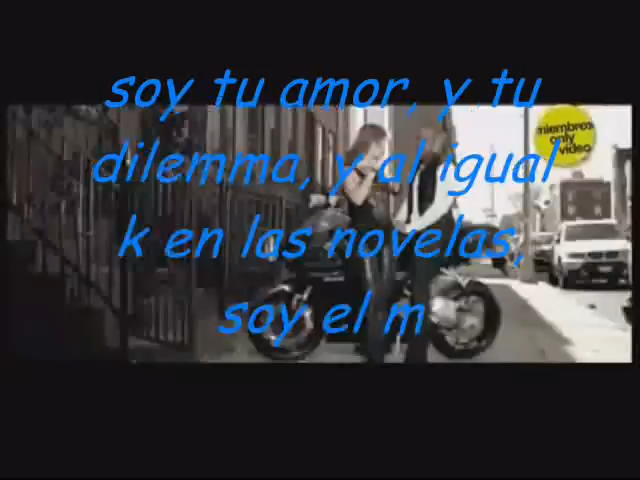 soy tu amor, y tu
dilemma, y al igual
k en las novelas,
soy el m
miembros
only
video